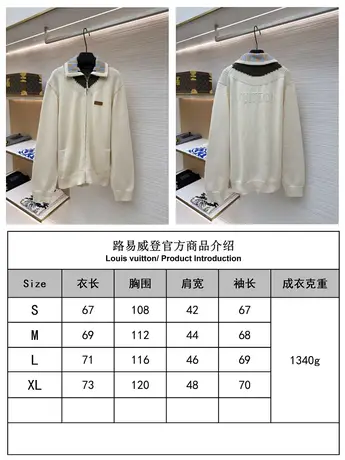 路易威登官方商品介绍
Louis vuitton/ Product Introduction
Size 衣长 胸围 肩宽 袖长 成衣克重
S 67 108 42 67
M 69 112 44 68
L 71 116 46 69 1340g
XL 73 120 48 70